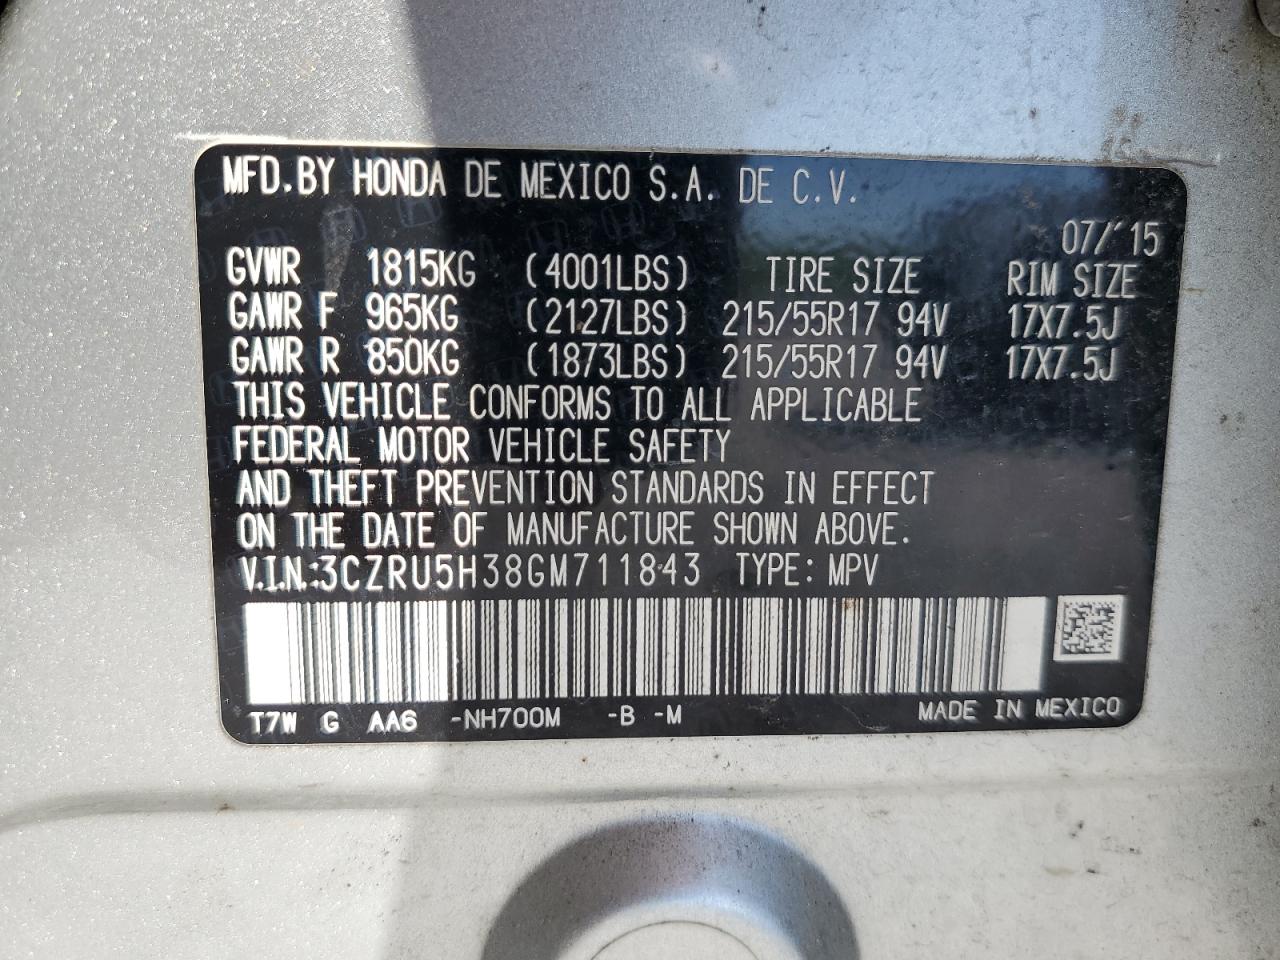 MFD.BY HONDA DE MEXICO S.A. DE C.V.
07/'15
GVWR 1815KG (4001LBS) TIRE SIZE RIM SIZE
GAWR F 965KG (2127LBS) 215/55R17 94V 17X7.5J
GAWR R 850KG (1873LBS) 215/55R17 94V 17X7.5J
THIS VEHICLE CONFORMS TO ALL APPLICABLE
FEDERAL MOTOR VEHICLE SAFETY
AND THEFT PREVENTION STANDARDS IN EFFECT
ON THE DATE OF MANUFACTURE SHOWN ABOVE.
V.I.N.:3CZRU5H38GM711843 TYPE:MPV
T7W G AA6 -NH700M -B -M MADE IN MEXICO